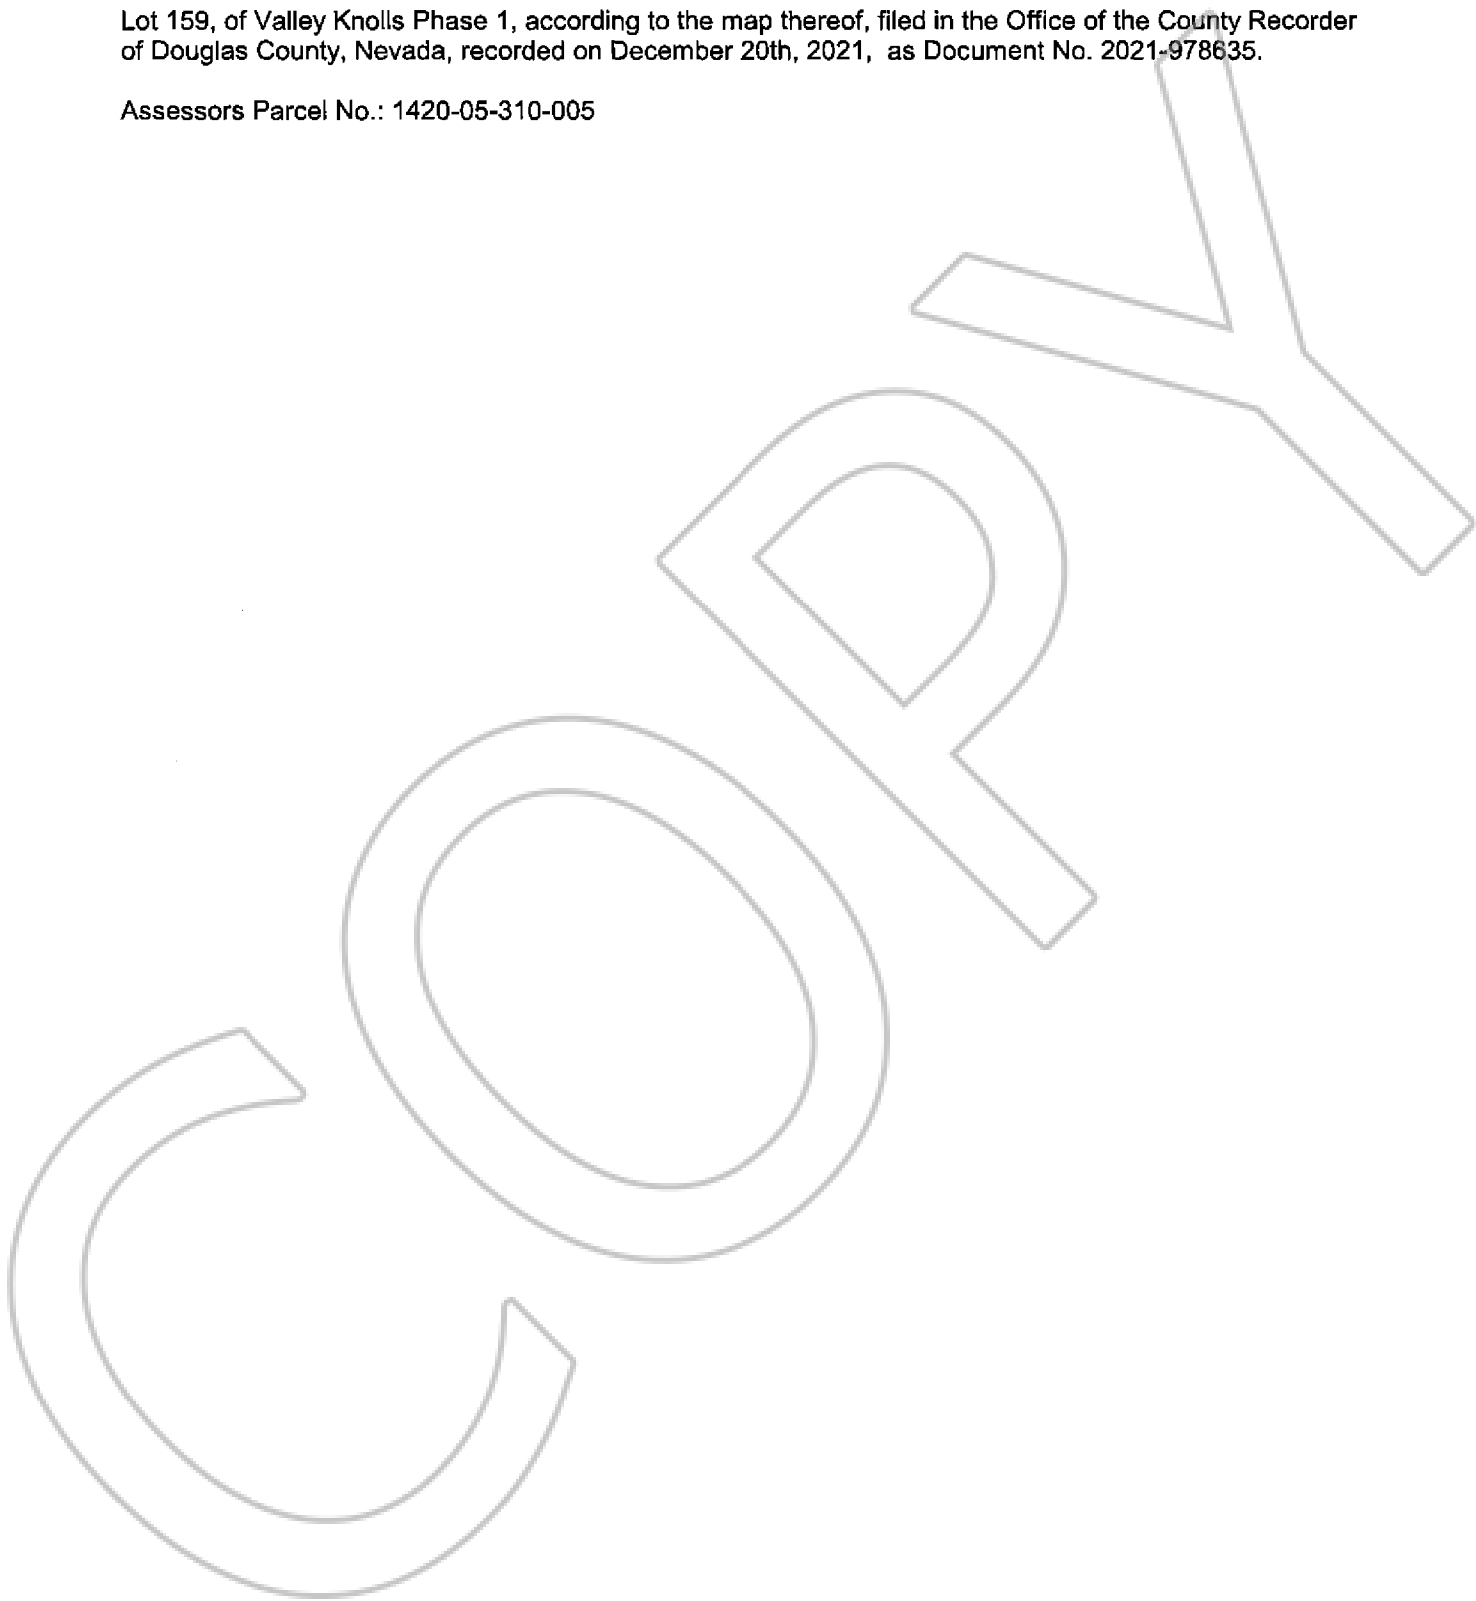 Lot 159, of Valley Knolls Phase 1, according to the map thereof, filed in the Office of the County Recorder
of Douglas County, Nevada, recorded on December 20th, 2021,  as Document No. 2021-978635.
Assessors Parcel No.: 1420-05-310-005
COPY